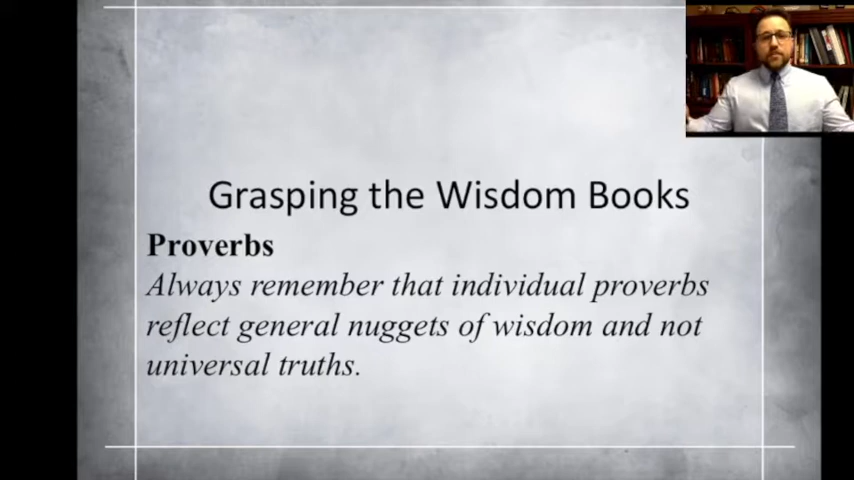 Grasping the Wisdom Books
Proverbs
Always remember that individual proverbs
reflect general nuggets of wisdom and not
universal truths.